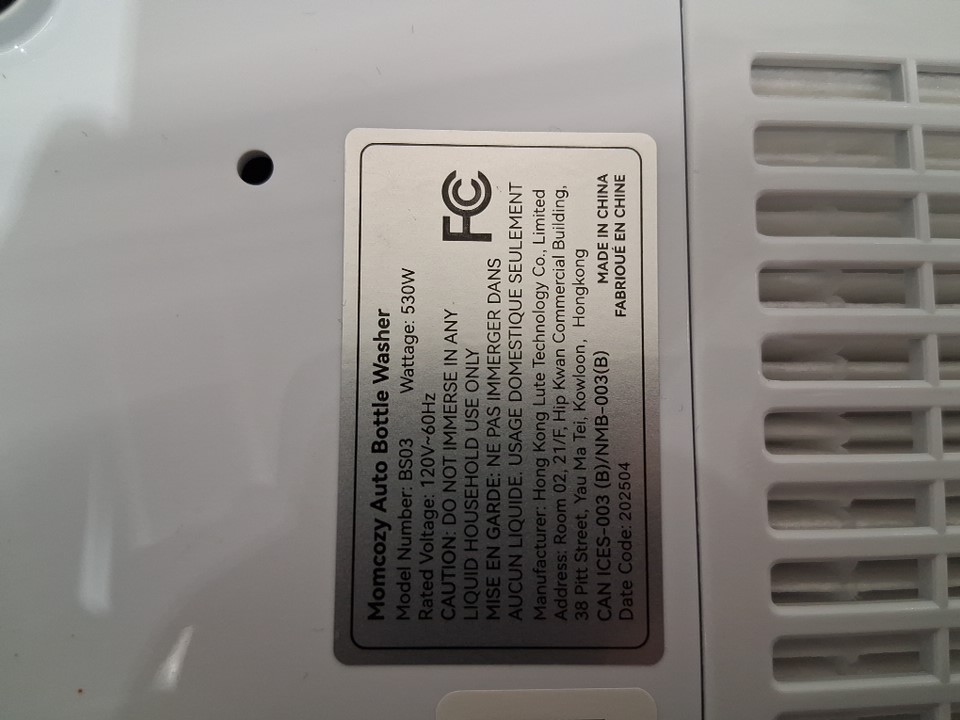 Momcozy Auto Bottle Washer
Model Number: BS03 Wattage: 530W
Rated Voltage: 120V~60Hz
CAUTION: DO NOT IMMERSE IN ANY
LIQUID HOUSEHOLD USE ONLY
MISE EN GARDE: NE PAS IMMERGER DANS
AUCUN LIQUIDE. USAGE DOMESTIQUE SEULEMENT
FC
Manufacturer: Hong Kong Lute Technology Co., Limited
Address: Room 02, 21/F, Hip Kwan Commercial Building,
38 Pitt Street, Yau Ma Tei, Kowloon, Hongkong
CAN ICES-003 (B)/NMB-003(B)
Date Code: 202504
MADE IN CHINA
FABRIQUÉ EN CHINE